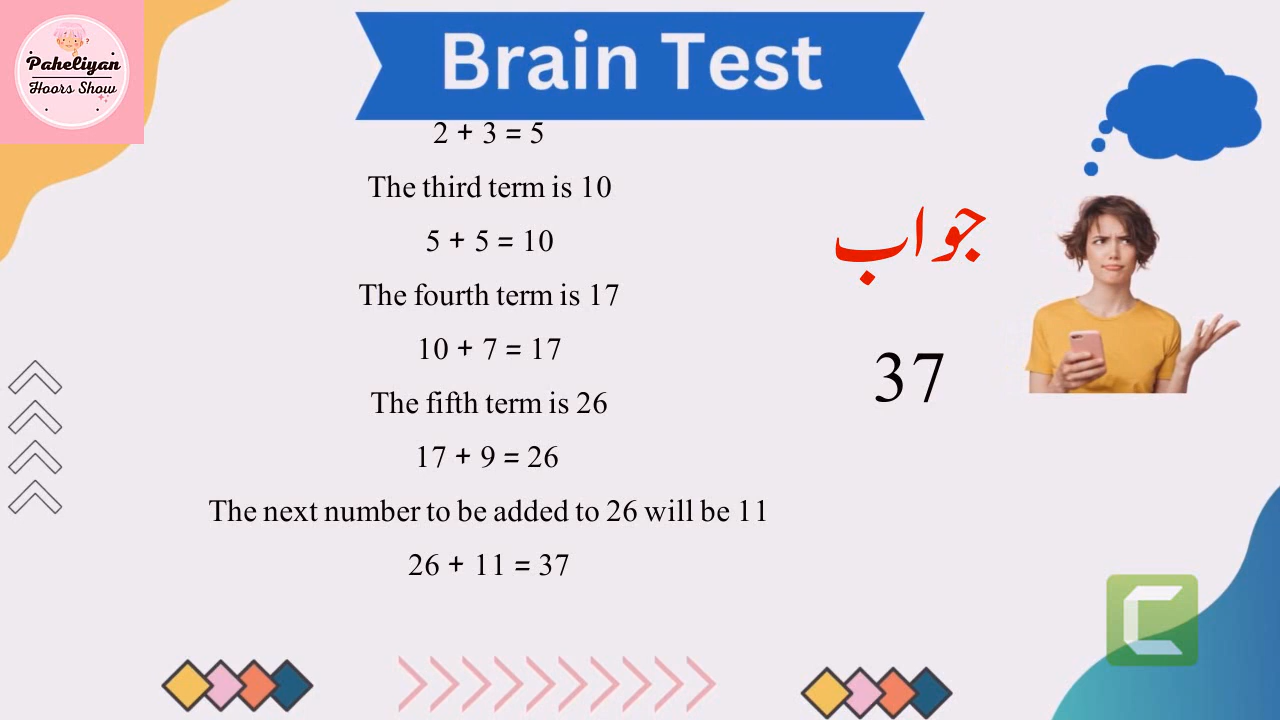 Paheliyan
Hoors Show
Brain Test
2 + 3 = 5
The third term is 10
5 + 5 = 10
The fourth term is 17
10 + 7 = 17
The fifth term is 26
17 + 9 = 26
The next number to be added to 26 will be 11
26 + 11 = 37
جواب
37